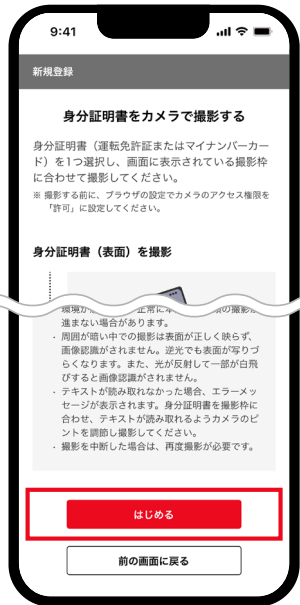 9:41
新規登録
身分証明書をカメラで撮影する
身分証明書（運転免許証またはマイナンバーカー
ド）を1つ選択し、画面に表示されている撮影枠
に合わせて撮影してください。
※ 撮影する前に、ブラウザの設定でカメラのアクセス権限を
「許可」に設定してください。
身分証明書（表面）を撮影
進まない場合があります。
・周囲が暗い中での撮影は表面が正しく映らず、
画像認識がされません。逆光でも表面が写りづ
らくなります。また、光が反射して一部が白飛
びすると画像認識がされません。
・テキストが読み取れなかった場合、エラーメッ
セージが表示されます。身分証明書を撮影枠に
合わせ、テキストが読み取れるようカメラのピ
ントを調節し撮影してください。
・撮影を中断した場合は、再度撮影が必要です。
はじめる
前の画面に戻る